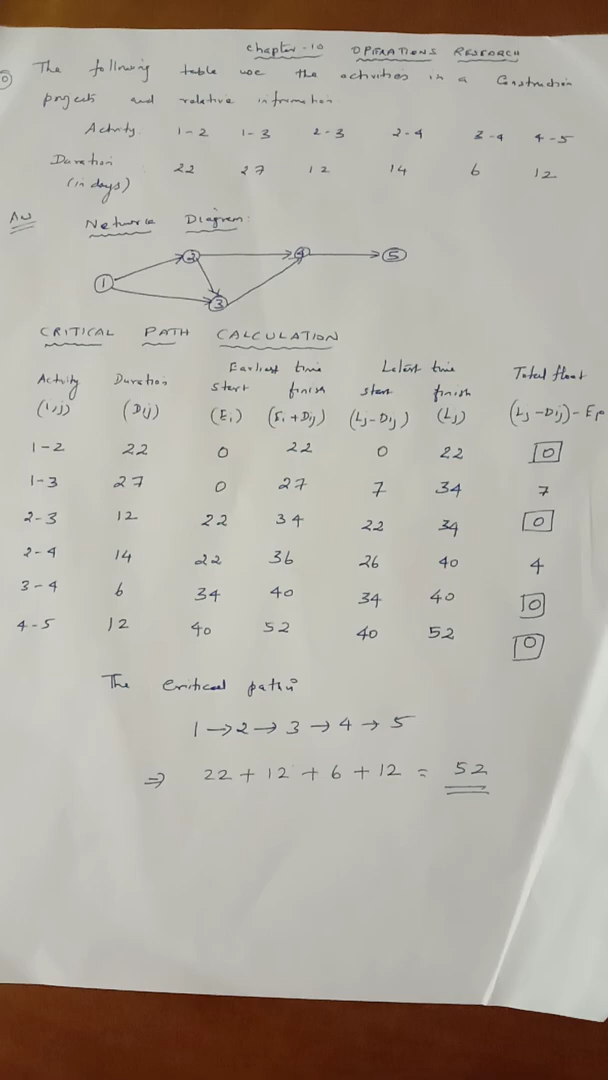 Chapter-10 OPERATIONS RESEARCH
The following table use the activities in a Construction
projects and relative information
Activity 1-2 1-3 2-3 2-4 3-4 4-5
Duration 22 27 12 14 6 12
(in days)
Ans Network Diagram:
2 4 5
1
3
CRITICAL PATH CALCULATION
Earliest time Latest time Total float
Activity Duration start finish start finish
(i,j) (Dij) (Ei) (Ei+Dij) (Lj-Dij) (Lj) (Lj-Dij)-Ei
1-2 22 0 22 0 22 0
1-3 27 0 27 7 34 7
2-3 12 22 34 22 34 0
2-4 14 22 36 26 40 4
3-4 6 34 40 34 40 0
4-5 12 40 52 40 52 0
The Critical path:
1→2→3→4→5
⇒ 22+12+6+12 = 52